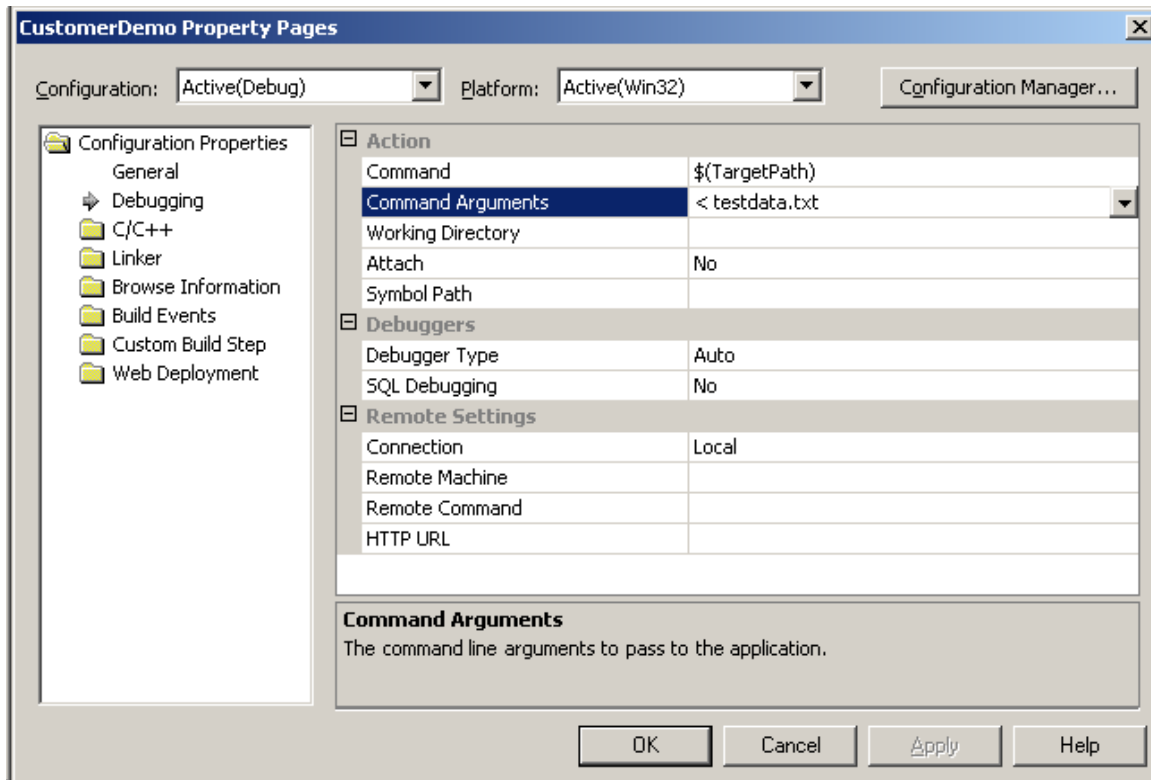 CustomerDemo Property Pages
Configuration: Active(Debug) Platform: Active(Win32) Configuration Manager...
Configuration Properties
General
Debugging
C/C++
Linker
Browse Information
Build Events
Custom Build Step
Web Deployment
Action
Command $(TargetPath)
Command Arguments < testdata.txt
Working Directory
Attach No
Symbol Path
Debuggers
Debugger Type Auto
SQL Debugging No
Remote Settings
Connection Local
Remote Machine
Remote Command
HTTP URL
Command Arguments
The command line arguments to pass to the application.
OK Cancel Apply Help